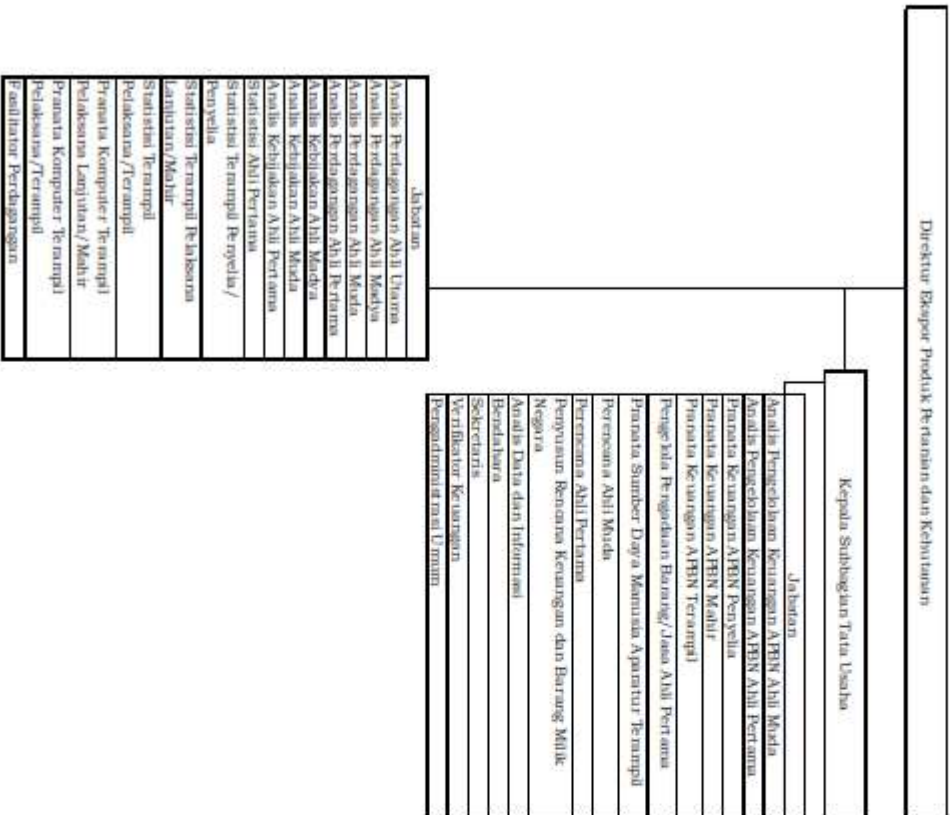 Direktur Ekspor Produk Pertanian dan Kehutanan
Kepala Subbagian Tata Usaha
Jabatan
Analis Pengelolaan Keuangan APBN Ahli Muda
Analis Pengelolaan Keuangan APBN Ahli Pertama
Pranata Keuangan APBN Penyelia
Pranata Keuangan APBN Mahir
Pranata Keuangan APBN Terampil
Pengelola Pengadaan Barang/Jasa Ahli Pertama
Pranata Sumber Daya Manusia Aparatur Terampil
Perencana Ahli Muda
Perencana Ahli Pertama
Penyusun Rencana Keuangan dan Barang Milik
Negara
Analis Data dan Informasi
Bendahara
Sekretaris
Verifikator Keuangan
Pengadministrasi Umum
Jabatan
Analis Perdagangan Ahli Utama
Analis Perdagangan Ahli Madya
Analis Perdagangan Ahli Muda
Analis Perdagangan Ahli Pertama
Analis Kebijakan Ahli Madya
Analis Kebijakan Ahli Muda
Analis Kebijakan Ahli Pertama
Statistisi Ahli Pertama
Statistisi Terampil Penyelia/
Penyelia
Statistisi Terampil Pelaksana
Lanjutan/Mahir
Statistisi Terampil
Pelaksana/Terampil
Pranata Komputer Terampil
Pelaksana Lanjutan/Mahir
Pranata Komputer Terampil
Pelaksana/Terampil
Fasilitator Perdagangan